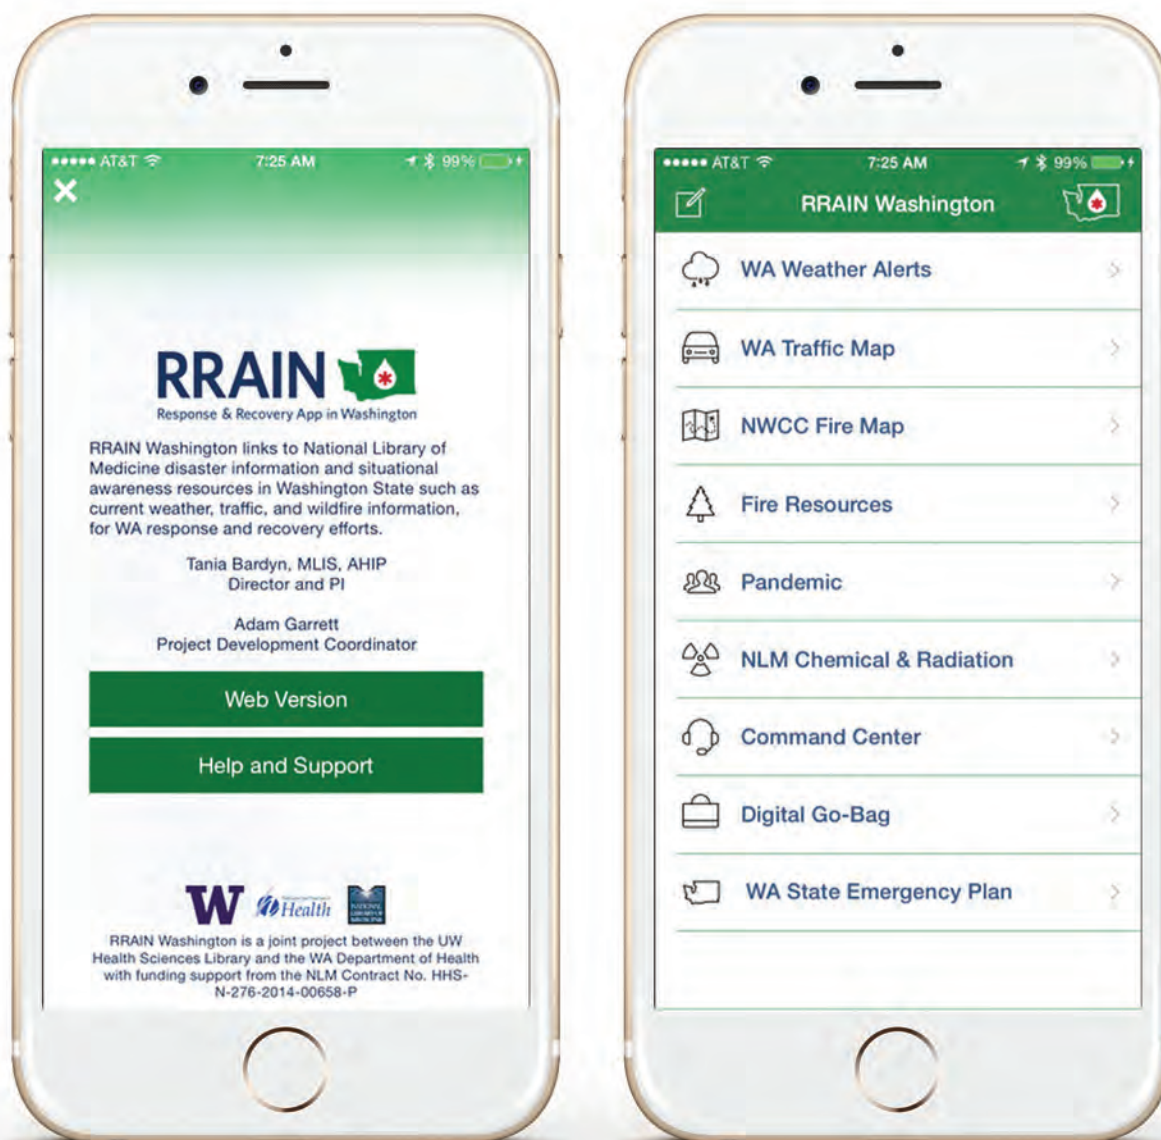 AT&T 7:25 AM 99%
RRAIN
Response & Recovery App in Washington
RRAIN Washington links to National Library of
Medicine disaster information and situational
awareness resources in Washington State such as
current weather, traffic, and wildfire information,
for WA response and recovery efforts.
Tania Bardyn, MLIS, AHIP
Director and PI
Adam Garrett
Project Development Coordinator
Web Version
Help and Support
W Health
NATIONAL
LIBRARY OF
MEDICINE
RRAIN Washington is a joint project between the UW
Health Sciences Library and the WA Department of Health
with funding support from the NLM Contract No. HHS-
N-276-2014-00658-P
AT&T 7:25 AM 99%
RRAIN Washington
WA Weather Alerts
WA Traffic Map
NWCC Fire Map
Fire Resources
Pandemic
NLM Chemical & Radiation
Command Center
Digital Go-Bag
WA State Emergency Plan